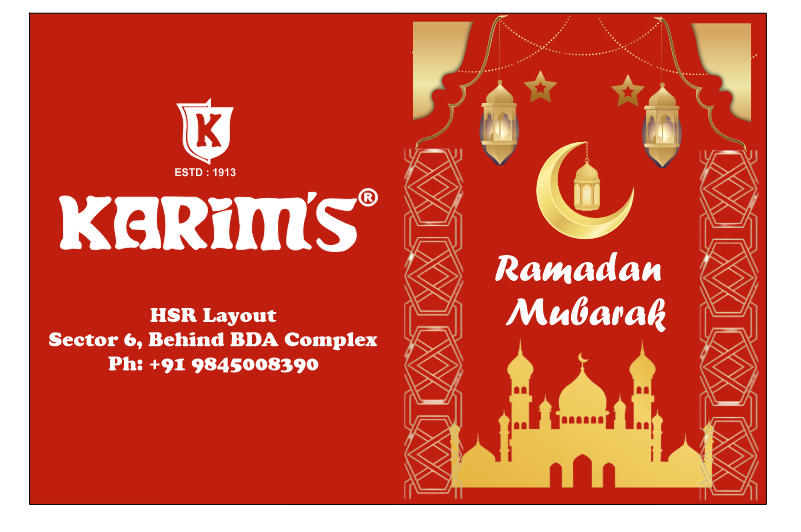 K
ESTD : 1913
KARIM'S®
HSR Layout
Sector 6, Behind BDA Complex
Ph: +91 9845008390
Ramadan
Mubarak